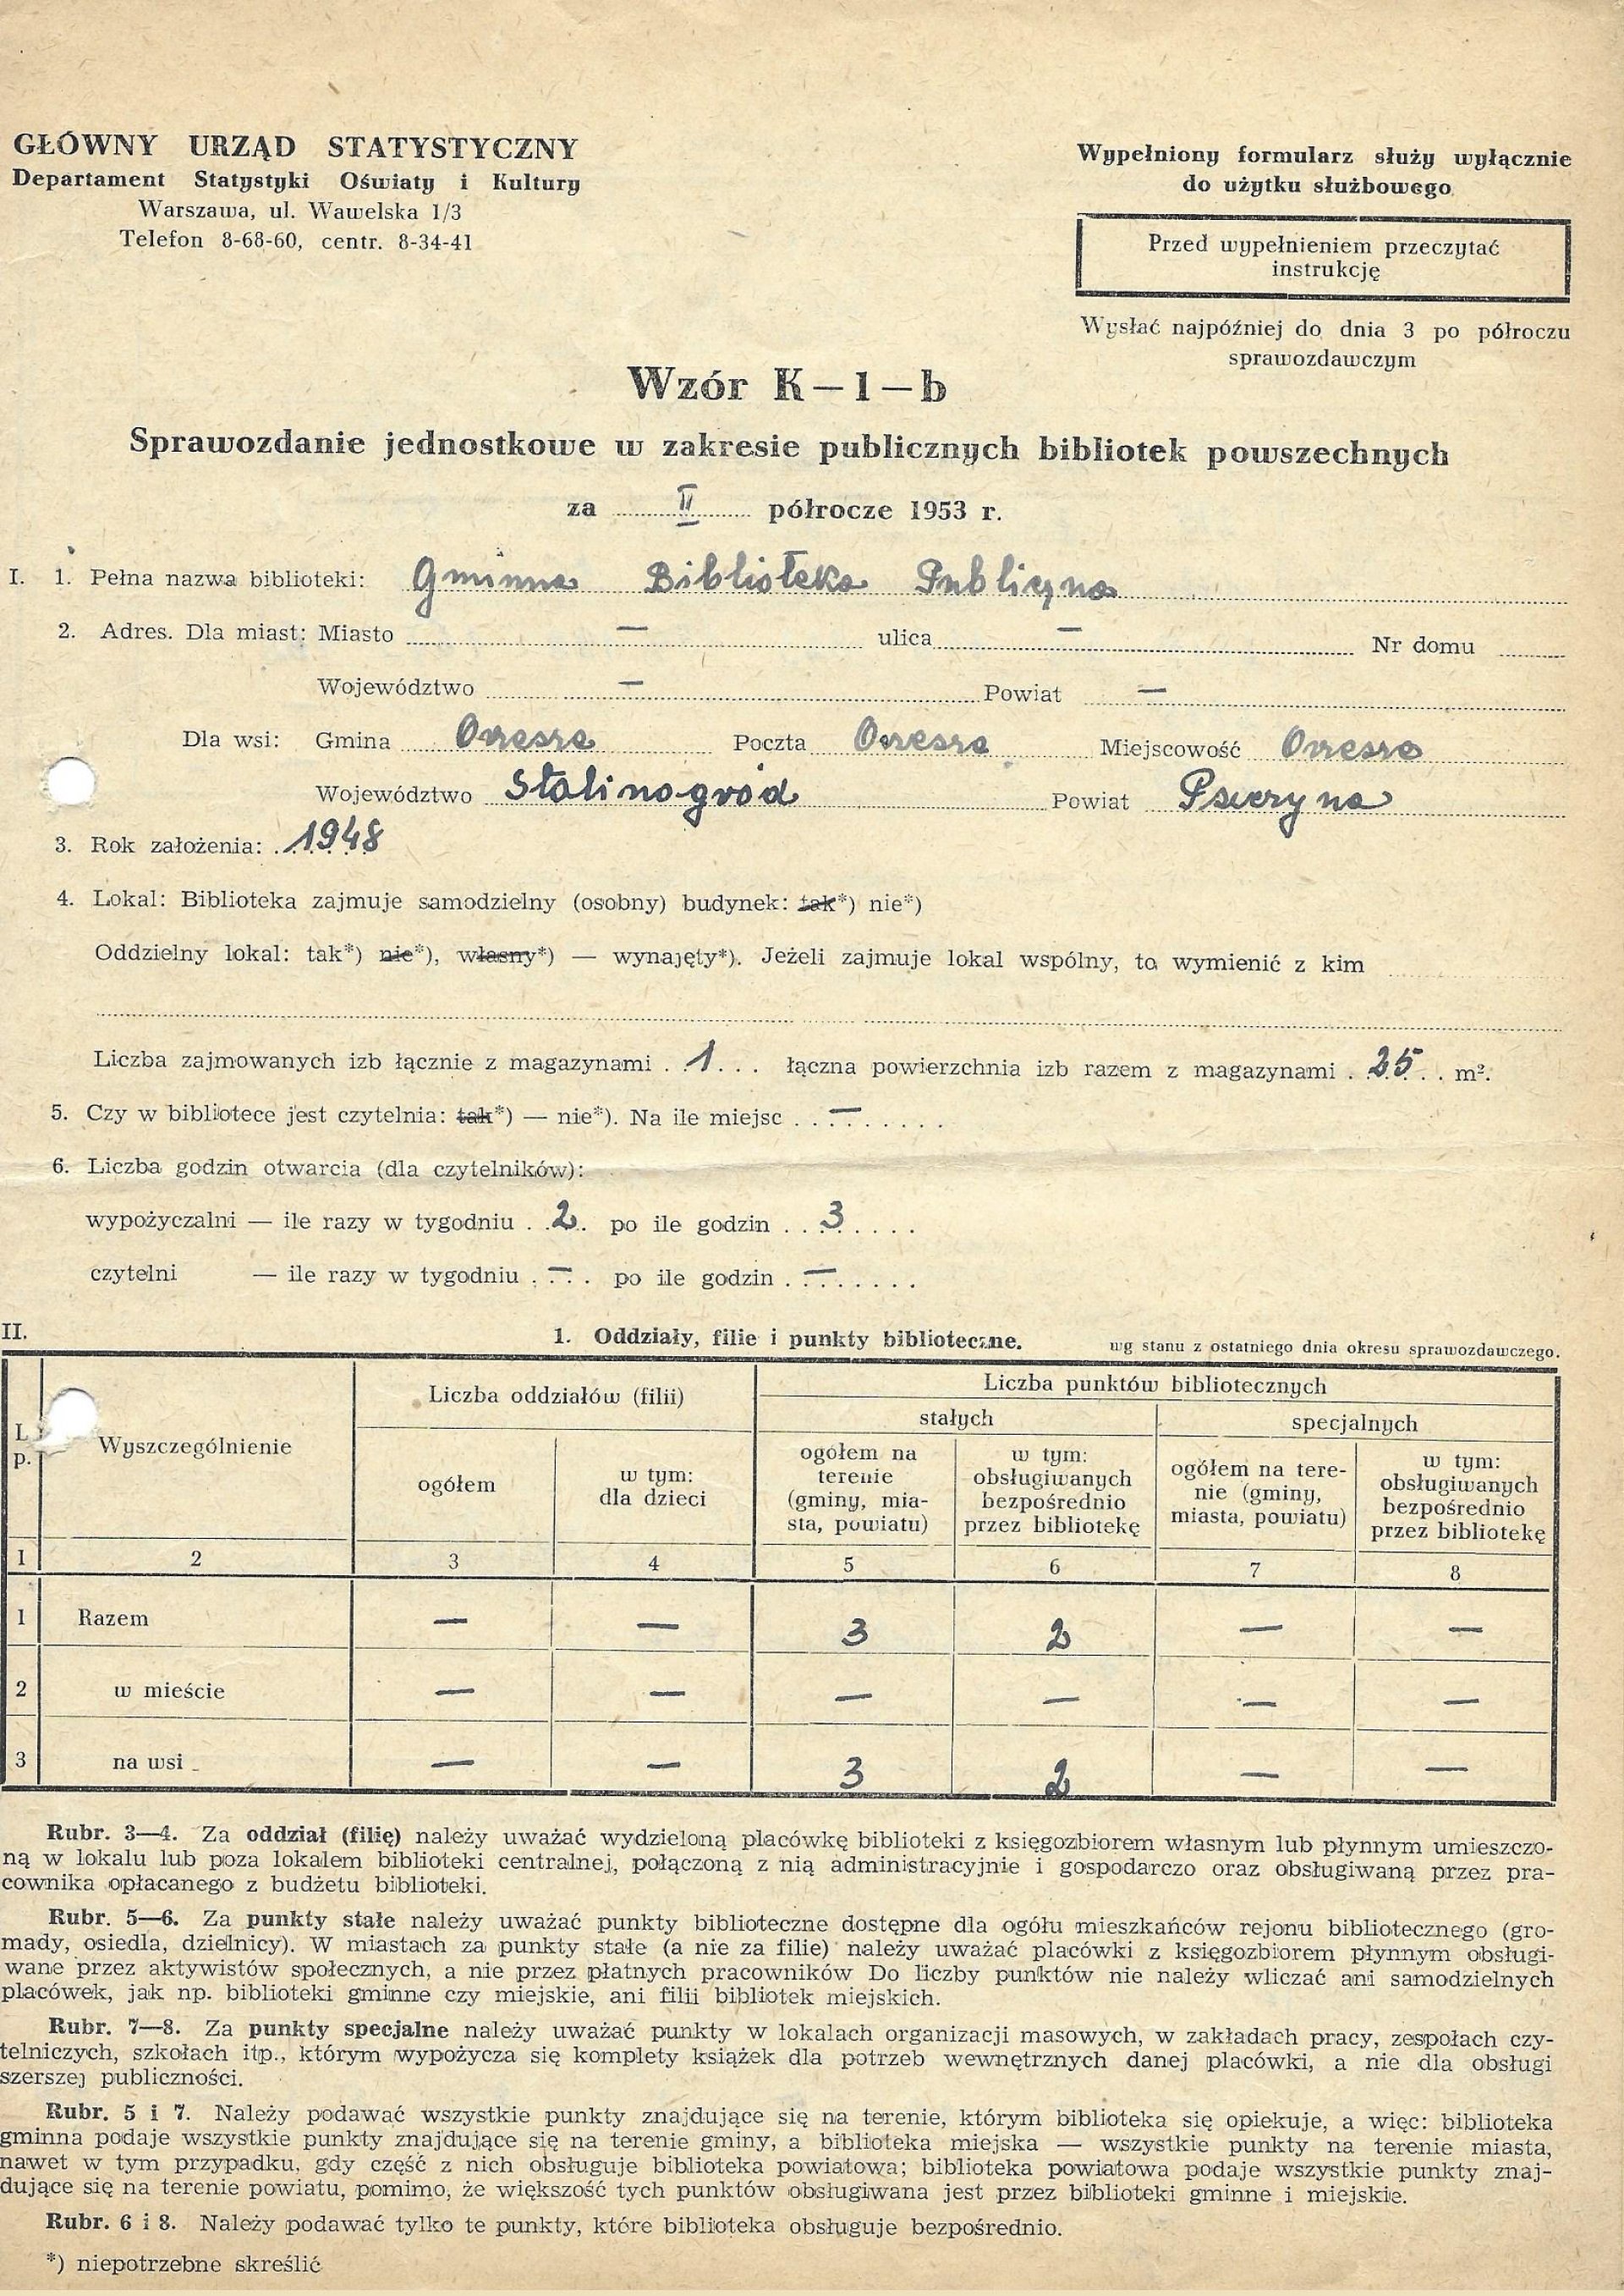 GŁÓWNY URZĄD STATYSTYCZNY
Departament Statystyki Oświaty i Kultury
Warszawa, ul. Wawelska 1/3
Telefon 8-68-60, centr. 8-34-41
Wypełniony formularz służy wyłącznie
do użytku służbowego
Przed wypełnieniem przeczytać
instrukcję
Wysłać najpóźniej do dnia 3 po półroczu
sprawozdawczym
Wzór K—1—b
Sprawozdanie jednostkowe w zakresie publicznych bibliotek powszechnych
za II półrocze 1953 r.
I. 1. Pełna nazwa biblioteki: Gminna Biblioteka Publiczna
2. Adres. Dla miast: Miasto — ulica — Nr domu
Województwo — Powiat —
Dla wsi: Gmina Orzesze Poczta Orzesze Miejscowość Orzesze
Województwo Stalinogród Powiat Pszczyna
3. Rok założenia: 1948
4. Lokal: Biblioteka zajmuje samodzielny (osobny) budynek: tak*) nie*)
Oddzielny lokal: tak*) nie*), własny*) — wynajęty*). Jeżeli zajmuje lokal wspólny, to wymienić z kim
Liczba zajmowanych izb łącznie z magazynami . 1 . . . łączna powierzchnia izb razem z magazynami . 25 . . m².
5. Czy w bibliotece jest czytelnia: tak*) — nie*). Na ile miejsc . . — . . . . .
6. Liczba godzin otwarcia (dla czytelników):
wypożyczalni — ile razy w tygodniu . 2 . po ile godzin . . 3 . . . .
czytelni — ile razy w tygodniu . — . po ile godzin . — . . . . .
II. 1. Oddziały, filie i punkty biblioteczne. wg stanu z ostatniego dnia okresu sprawozdawczego.
L p. Wyszczególnienie
Liczba oddziałów (filii)
ogółem
w tym:
dla dzieci
Liczba punktów bibliotecznych
stałych
specjalnych
ogółem na
terenie
(gminy, mia-
sta, powiatu)
w tym:
obsługiwanych
bezpośrednio
przez bibliotekę
ogółem na tere-
nie (gminy,
miasta, powiatu)
w tym:
obsługiwanych
bezpośrednio
przez bibliotekę
1 2 3 4 5 6 7 8
1 Razem — — 3 2 — —
2 w mieście — — — — — —
3 na wsi — — 3 2 — —
Rubr. 3—4. Za oddział (filię) należy uważać wydzieloną placówkę biblioteki z księgozbiorem własnym lub płynnym umieszczo-
ną w lokalu lub poza lokalem biblioteki centralnej, połączoną z nią administracyjnie i gospodarczo oraz obsługiwaną przez pra-
cownika opłacanego z budżetu biblioteki.
Rubr. 5—6. Za punkty stałe należy uważać punkty biblioteczne dostępne dla ogółu mieszkańców rejonu bibliotecznego (gro-
mady, osiedla, dzielnicy). W miastach za punkty stałe (a nie za filie) należy uważać placówki z księgozbiorem płynnym obsługi-
wane przez aktywistów społecznych, a nie przez płatnych pracowników Do liczby punktów nie należy wliczać ani samodzielnych
placówek, jak np. biblioteki gminne czy miejskie, ani filii bibliotek miejskich.
Rubr. 7—8. Za punkty specjalne należy uważać punkty w lokalach organizacji masowych, w zakładach pracy, zespołach czy-
telniczych, szkołach itp., którym wypożycza się komplety książek dla potrzeb wewnętrznych danej placówki, a nie dla obsługi
szerszej publiczności.
Rubr. 5 i 7. Należy podawać wszystkie punkty znajdujące się na terenie, którym biblioteka się opiekuje, a więc: biblioteka
gminna podaje wszystkie punkty znajdujące się na terenie gminy, a biblioteka miejska — wszystkie punkty na terenie miasta,
nawet w tym przypadku, gdy część z nich obsługuje biblioteka powiatowa; biblioteka powiatowa podaje wszystkie punkty znaj-
dujące się na terenie powiatu, pomimo, że większość tych punktów obsługiwana jest przez biblioteki gminne i miejskie.
Rubr. 6 i 8. Należy podawać tylko te punkty, które biblioteka obsługuje bezpośrednio.
*) niepotrzebne skreślić